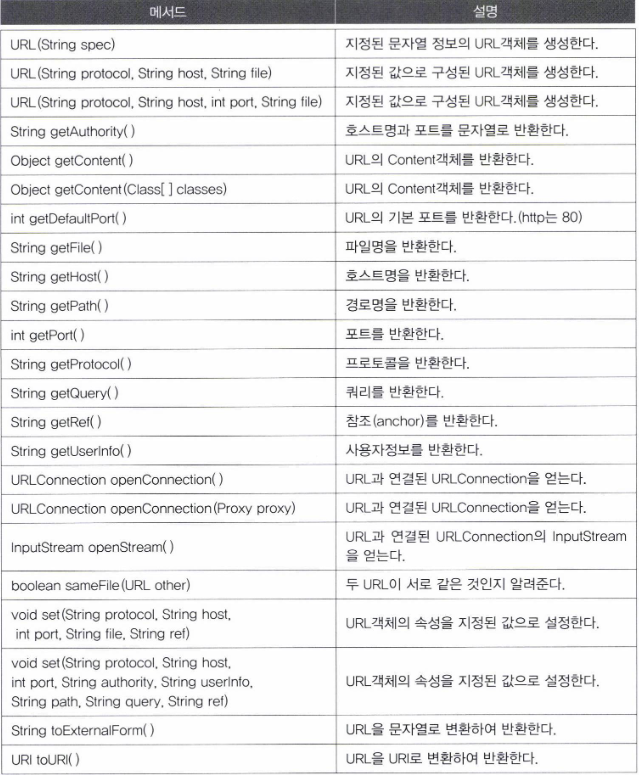 메서드 설명
URL(String spec) 지정된 문자열 정보의 URL객체를 생성한다.
URL(String protocol, String host, String file) 지정된 값으로 구성된 URL객체를 생성한다.
URL(String protocol, String host, int port, String file) 지정된 값으로 구성된 URL객체를 생성한다.
String getAuthority( ) 호스트명과 포트를 문자열로 반환한다.
Object getContent( ) URL의 Content객체를 반환한다.
Object getContent(Class[ ] classes) URL의 Content객체를 반환한다.
int getDefaultPort( ) URL의 기본 포트를 반환한다.(http는 80)
String getFile( ) 파일명을 반환한다.
String getHost( ) 호스트명을 반환한다.
String getPath( ) 경로명을 반환한다.
int getPort( ) 포트를 반환한다.
String getProtocol( ) 프로토콜을 반환한다.
String getQuery( ) 쿼리를 반환한다.
String getRef( ) 참조(anchor)를 반환한다.
String getUserInfo( ) 사용자정보를 반환한다.
URLConnection openConnection( ) URL과 연결된 URLConnection을 얻는다.
URLConnection openConnection(Proxy proxy) URL과 연결된 URLConnection을 얻는다.
InputStream openStream( ) URL과 연결된 URLConnection의 InputStream
을 얻는다.
boolean sameFile(URL other) 두 URL이 서로 같은 것인지 알려준다.
void set(String protocol, String host,
int port, String file, String ref) URL객체의 속성을 지정된 값으로 설정한다.
void set(String protocol, String host,
int port, String authority, String userInfo, URL객체의 속성을 지정된 값으로 설정한다.
String path, String query, String ref)
String toExternalForm( ) URL을 문자열로 변환하여 반환한다.
URI toURI( ) URL을 URI로 변환하여 반환한다.